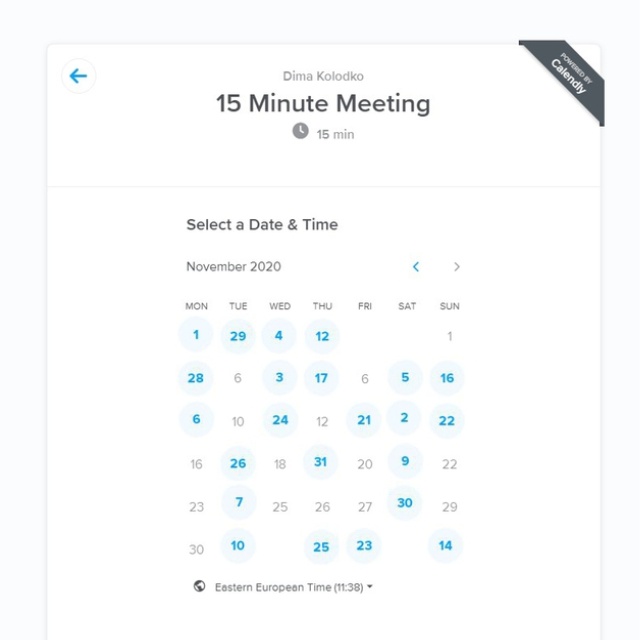 POWERED BY
Calendly
Dima Kolodko
15 Minute Meeting
15 min
Select a Date & Time
November 2020
MON TUE WED THU FRI SAT SUN
1 29 4 12 1
28 6 3 17 6 5 16
6 10 24 12 21 2 22
16 26 18 31 20 9 22
23 7 25 26 27 30 29
30 10 25 23 14
Eastern European Time (11:38)